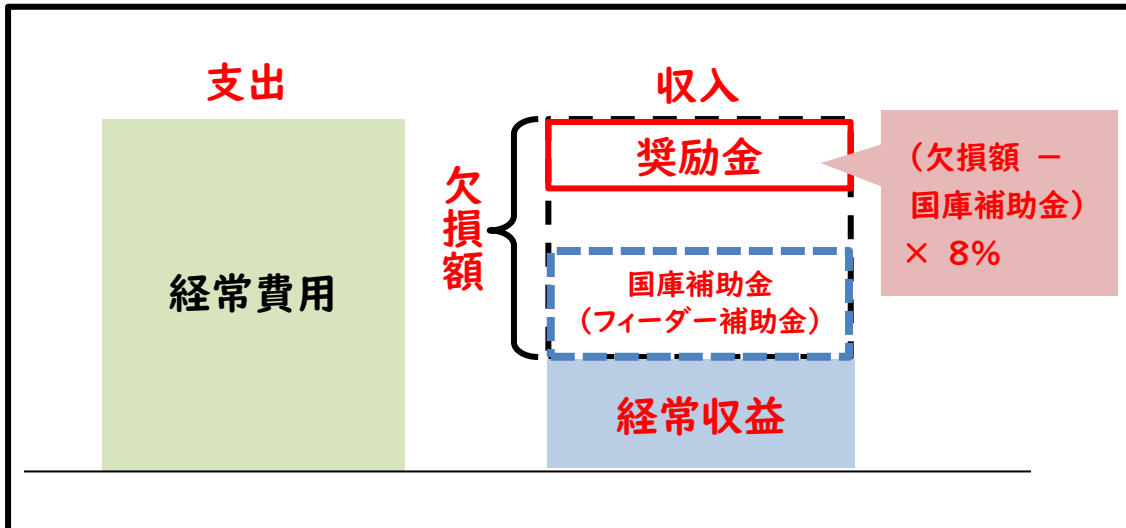 支出
収入
経常費用
欠損額
奨励金
国庫補助金
(フィーダー補助金)
経常収益
(欠損額 −
国庫補助金)
× 8%